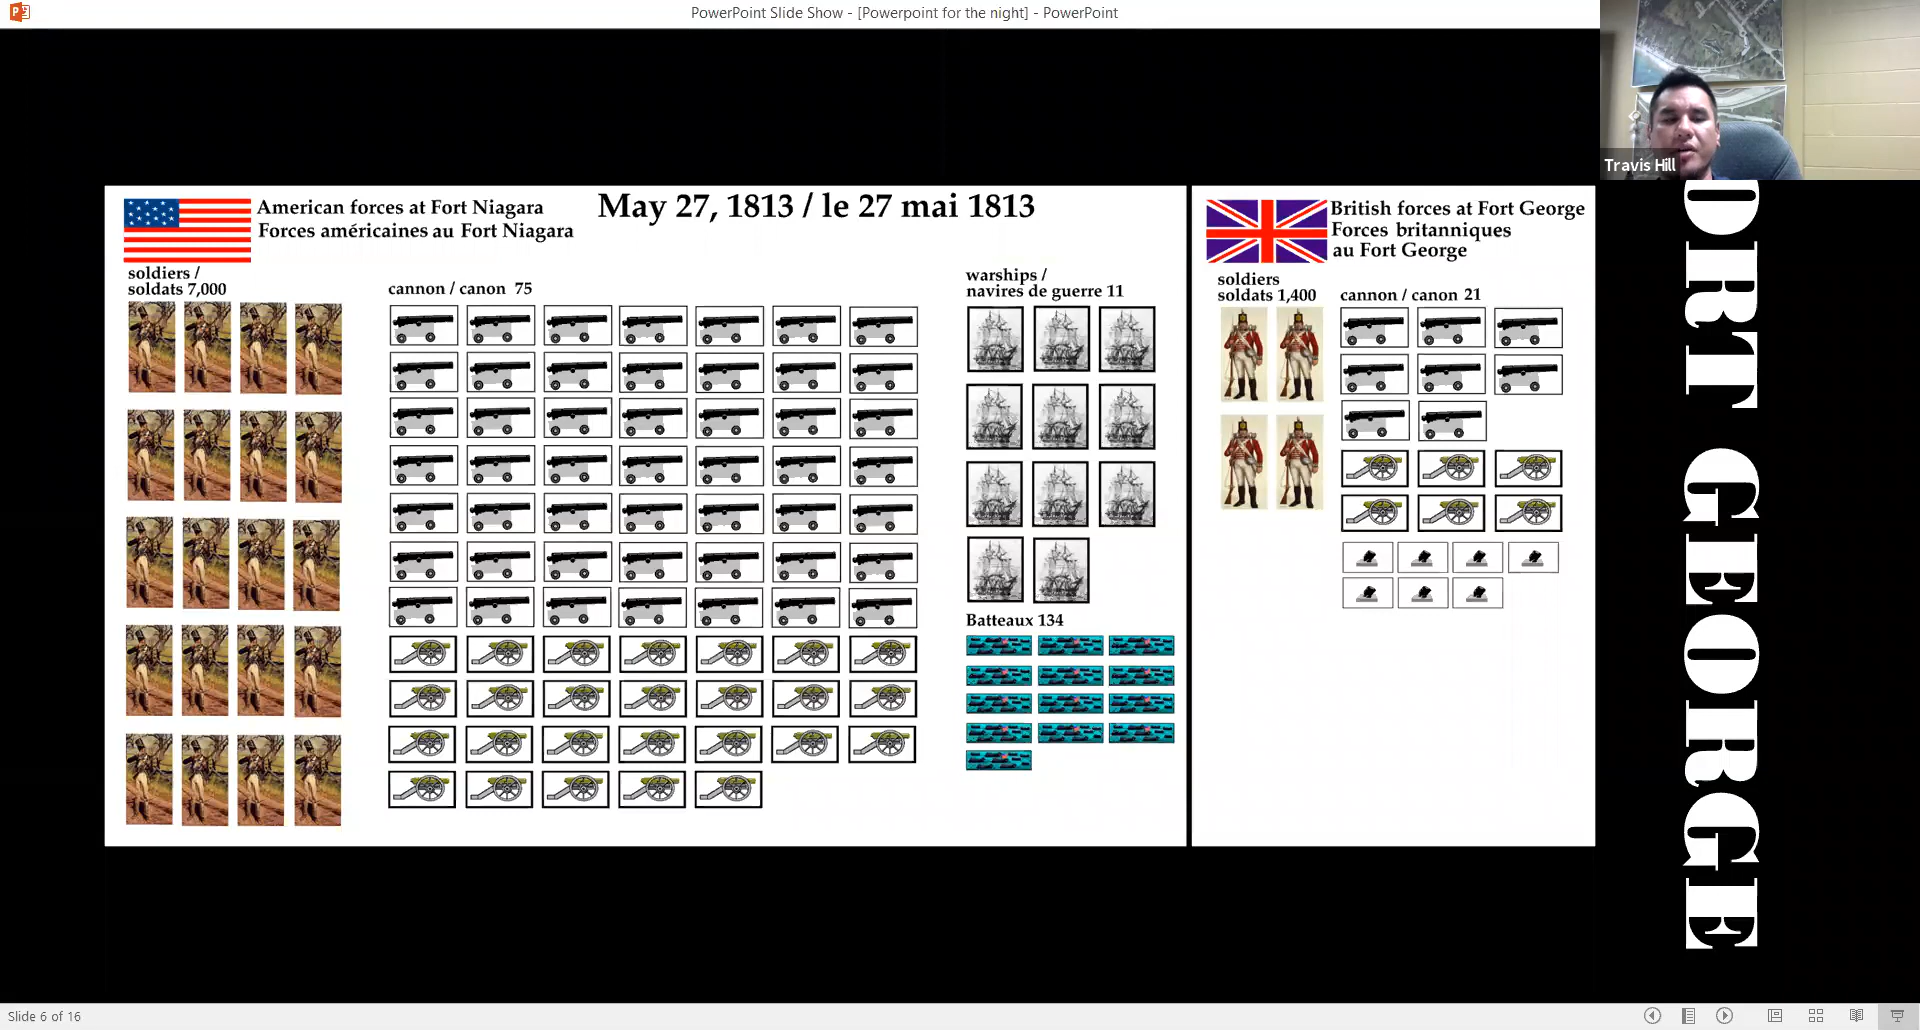 PowerPoint Slide Show - [Powerpoint for the night] - PowerPoint
Travis Hill
May 27, 1813 / le 27 mai 1813
American forces at Fort Niagara
Forces américaines au Fort Niagara
soldiers /
soldats 7,000
cannon / canon 75
warships /
navires de guerre 11
Batteaux 134
British forces at Fort George
Forces britanniques
au Fort George
soldiers
soldats 1,400
cannon / canon 21
ORT GEORGE
Slide 6 of 16